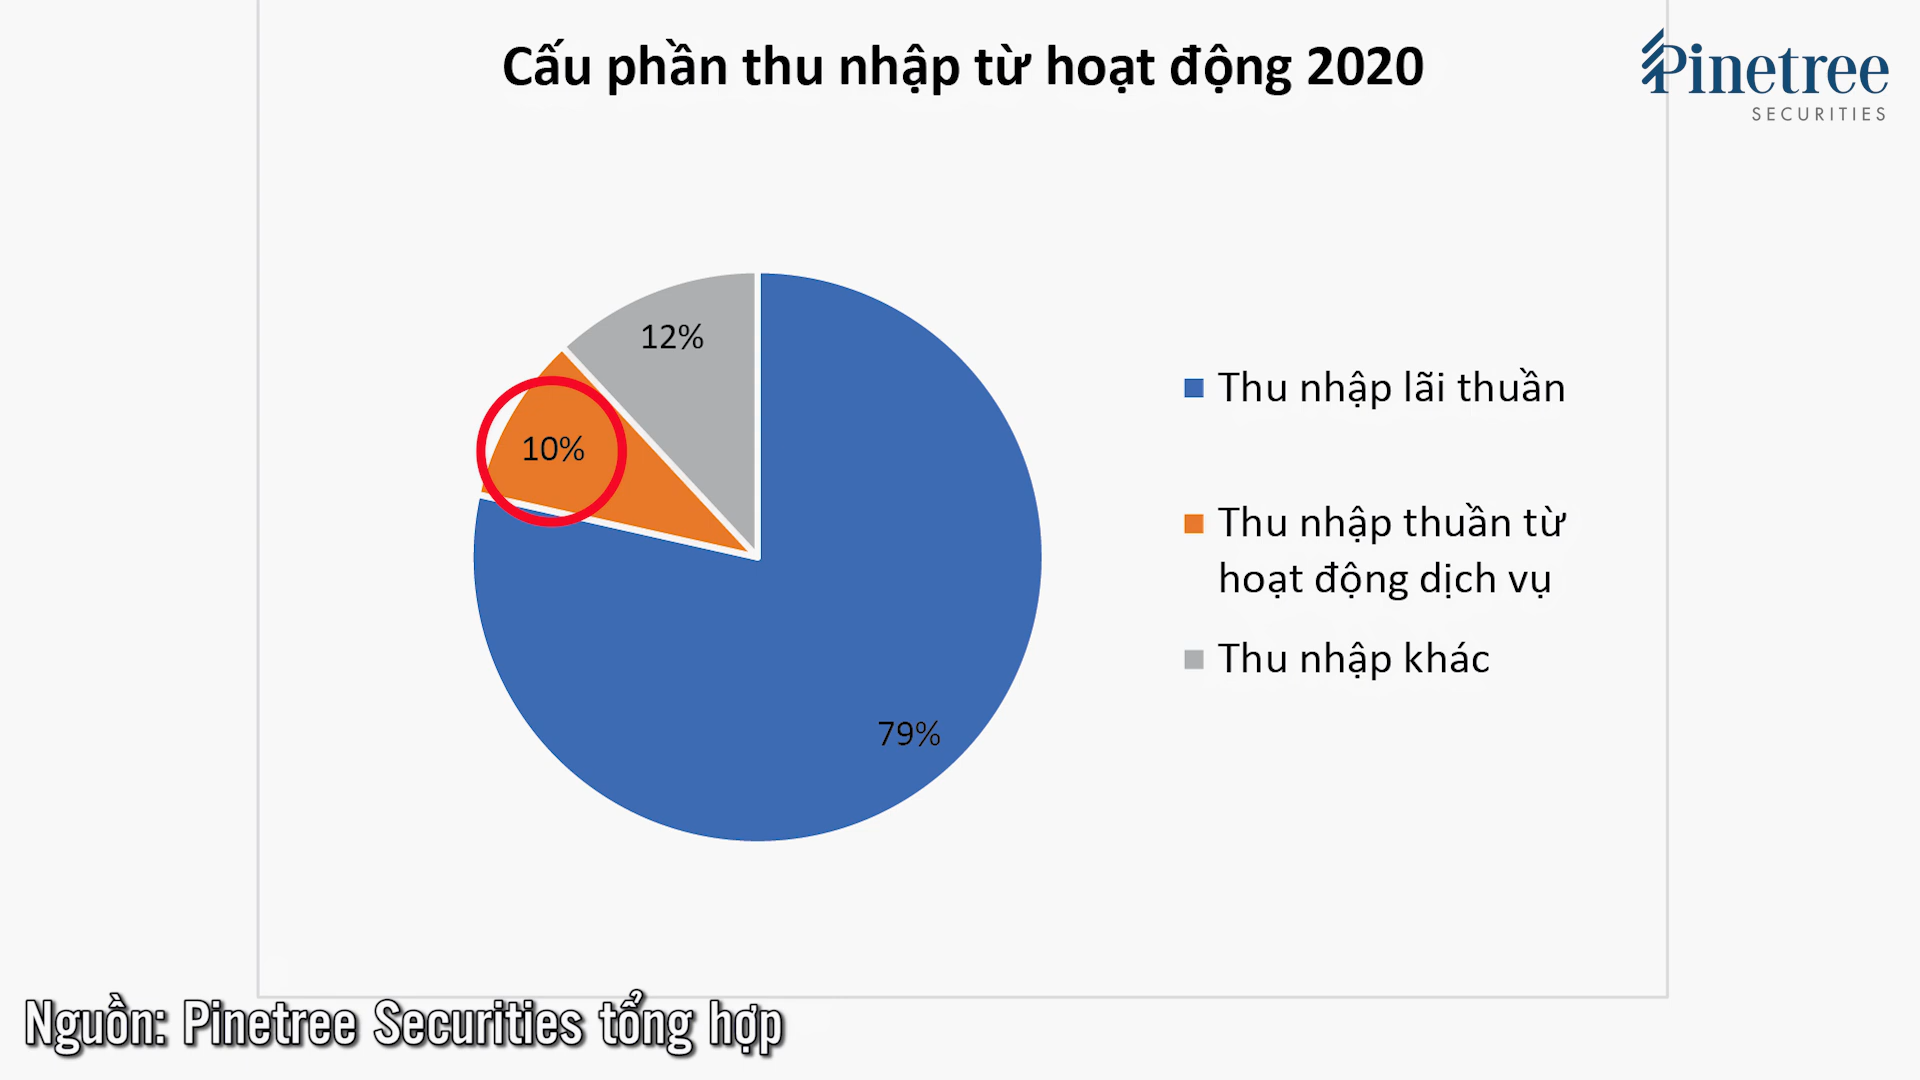 Cấu phần thu nhập từ hoạt động 2020
Pinetree
SECURITIES
12%
10%
79%
Thu nhập lãi thuần
Thu nhập thuần từ
hoạt động dịch vụ
Thu nhập khác
Nguồn: Pinetree Securities tổng hợp